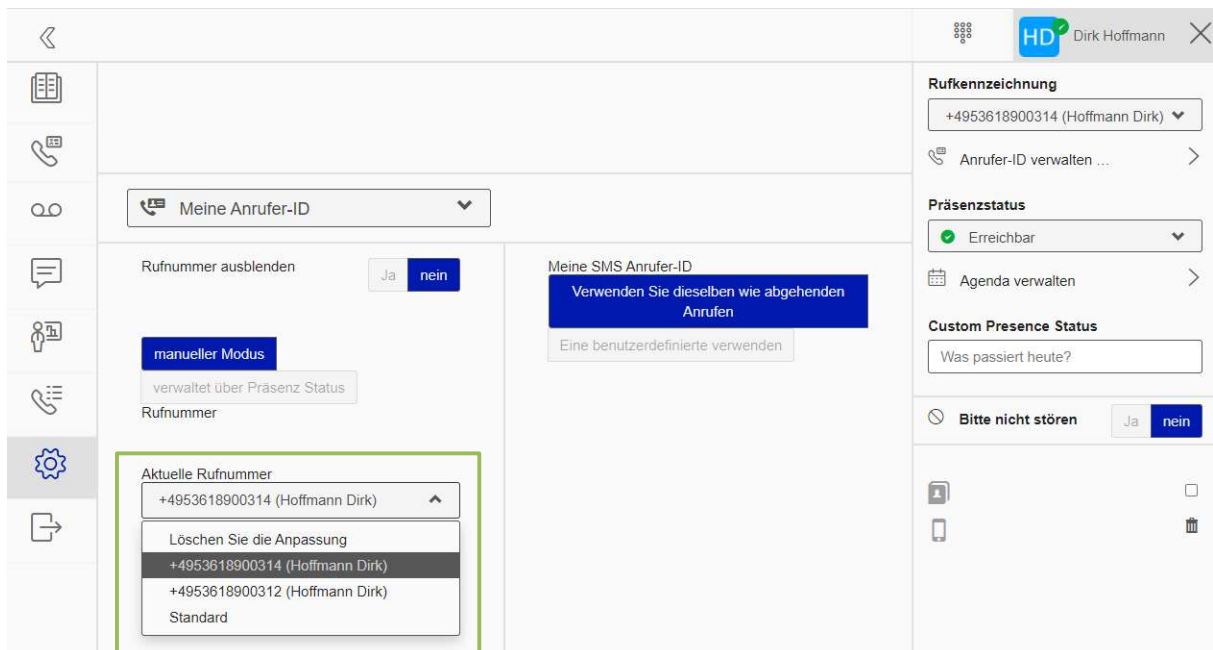 HD Dirk Hoffmann
Meine Anrufer-ID
Rufnummer ausblenden
Ja nein
manueller Modus
verwaltet über Präsenz Status
Rufnummer
Aktuelle Rufnummer
+4953618900314 (Hoffmann Dirk)
Löschen Sie die Anpassung
+4953618900314 (Hoffmann Dirk)
+4953618900312 (Hoffmann Dirk)
Standard
Meine SMS Anrufer-ID
Verwenden Sie dieselben wie abgehenden
Anrufen
Eine benutzerdefinierte verwenden
Rufkennzeichnung
+4953618900314 (Hoffmann Dirk)
Anrufer-ID verwalten ...
Präsenzstatus
Erreichbar
Agenda verwalten
Custom Presence Status
Was passiert heute?
Bitte nicht stören Ja nein